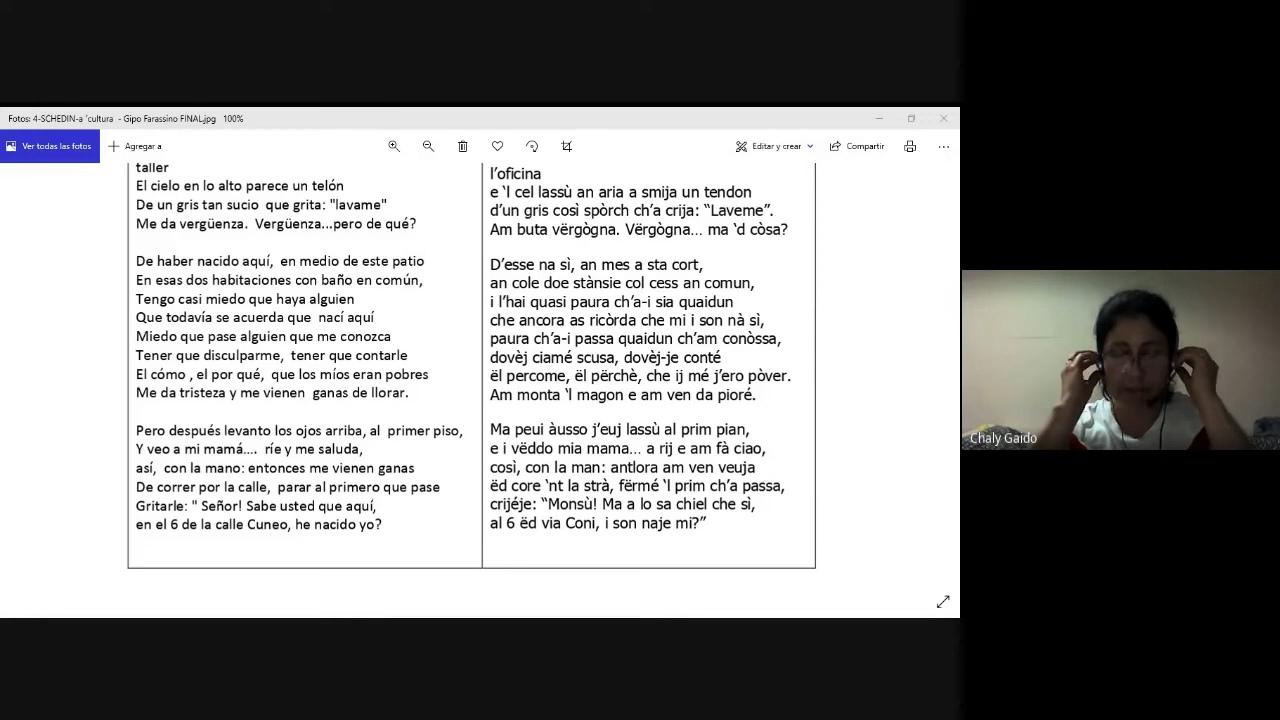 Fotos: 4-SCHEDIN-a 'cultura - Gipo Farassino FINAL.jpg 100%
Ver todas las fotos
Agregar a
Editar y crear
Compartir
taller
El cielo en lo alto parece un telón
De un gris tan sucio que grita: "lavame"
Me da vergüenza. Vergüenza...pero de qué?
De haber nacido aquí, en medio de este patio
En esas dos habitaciones con baño en común,
Tengo casi miedo que haya alguien
Que todavía se acuerda que nací aquí
Miedo que pase alguien que me conozca
Tener que disculparme, tener que contarle
El cómo , el por qué, que los míos eran pobres
Me da tristeza y me vienen ganas de llorar.
Pero después levanto los ojos arriba, al primer piso,
Y veo a mi mamá.... ríe y me saluda,
así, con la mano: entonces me vienen ganas
De correr por la calle, parar al primero que pase
Gritarle: " Señor! Sabe usted que aquí,
en el 6 de la calle Cuneo, he nacido yo?
l'oficina
e 'l cel lassù an aria a smija un tendon
d'un gris così spòrch ch'a crija: "Laveme".
Am buta vërgògna. Vërgògna... ma 'd còsa?
D'esse na sì, an mes a sta cort,
an cole doe stànsie col cess an comun,
i l'hai quasi paura ch'a-i sia quaidun
che ancora as ricòrda che mi i son nà sì,
paura ch'a-i passa quaidun ch'am conòssa,
dovèj ciamé scusa, dovèj-je conté
ël percome, ël përchè, che ij mé j'ero pòver.
Am monta 'l magon e am ven da pioré.
Ma peui àusso j'euj lassù al prim pian,
e i vëddo mia mama... a rij e am fà ciao,
così, con la man: antlora am ven veuja
ëd core 'nt la strà, fërmé 'l prim ch'a passa,
crijéje: "Monsù! Ma a lo sa chiel che sì,
al 6 ëd via Coni, i son naje mi?"
Chaly Gaido